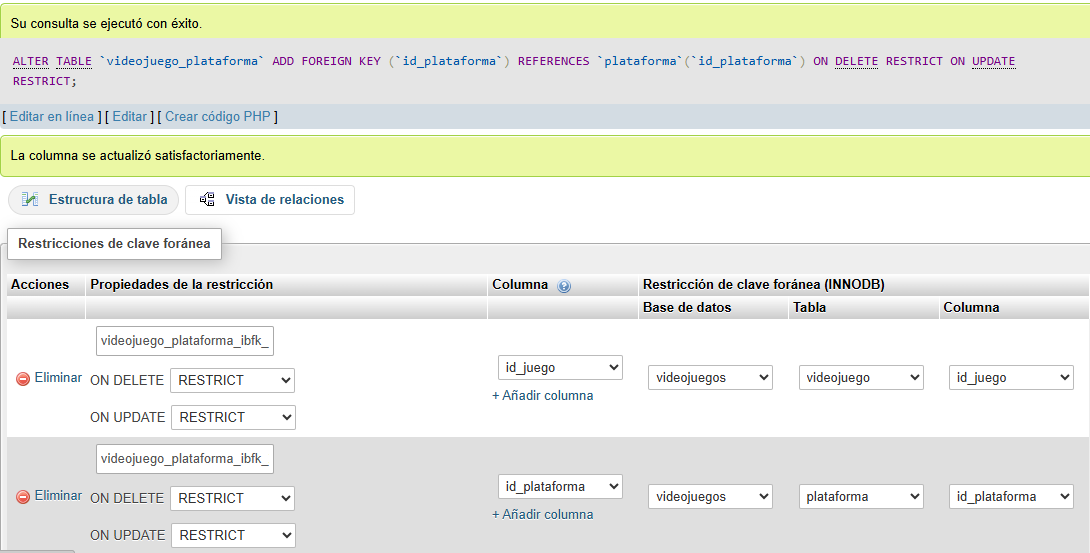 Su consulta se ejecutó con éxito.
ALTER TABLE `videojuego_plataforma` ADD FOREIGN KEY (`id_plataforma`) REFERENCES `plataforma`(`id_plataforma`) ON DELETE RESTRICT ON UPDATE
RESTRICT;
[ Editar en línea ] [ Editar ] [ Crear código PHP ]
La columna se actualizó satisfactoriamente.
Estructura de tabla Vista de relaciones
Restricciones de clave foránea
Acciones Propiedades de la restricción Columna Restricción de clave foránea (INNODB)
Base de datos Tabla Columna
videojuego_plataforma_ibfk_
Eliminar ON DELETE RESTRICT id_juego videojuegos videojuego id_juego
+ Añadir columna
ON UPDATE RESTRICT
videojuego_plataforma_ibfk_
Eliminar ON DELETE RESTRICT id_plataforma videojuegos plataforma id_plataforma
+ Añadir columna
ON UPDATE RESTRICT